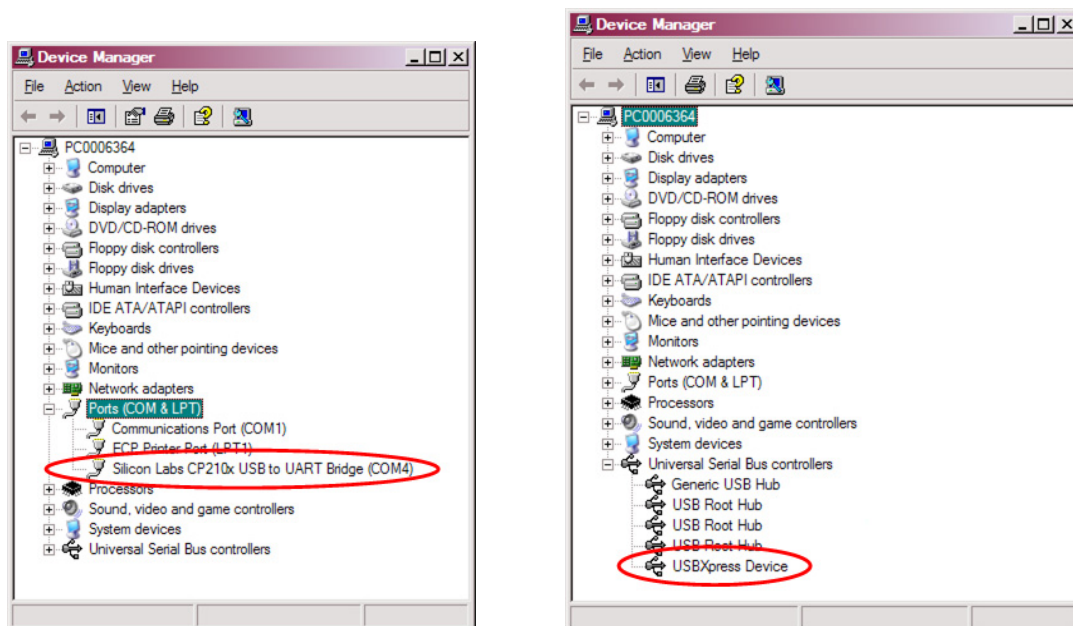 Device Manager
File Action View Help
PC0006364
Computer
Disk drives
Display adapters
DVD/CD-ROM drives
Floppy disk controllers
Floppy disk drives
Human Interface Devices
IDE ATA/ATAPI controllers
Keyboards
Mice and other pointing devices
Monitors
Network adapters
Ports (COM & LPT)
Communications Port (COM1)
ECP Printer Port (LPT1)
Silicon Labs CP210x USB to UART Bridge (COM4)
Processors
Sound, video and game controllers
System devices
Universal Serial Bus controllers
Device Manager
File Action View Help
PC0006364
Computer
Disk drives
Display adapters
DVD/CD-ROM drives
Floppy disk controllers
Floppy disk drives
Human Interface Devices
IDE ATA/ATAPI controllers
Keyboards
Mice and other pointing devices
Monitors
Network adapters
Ports (COM & LPT)
Processors
Sound, video and game controllers
System devices
Universal Serial Bus controllers
Generic USB Hub
USB Root Hub
USB Root Hub
USB Root Hub
USBXpress Device